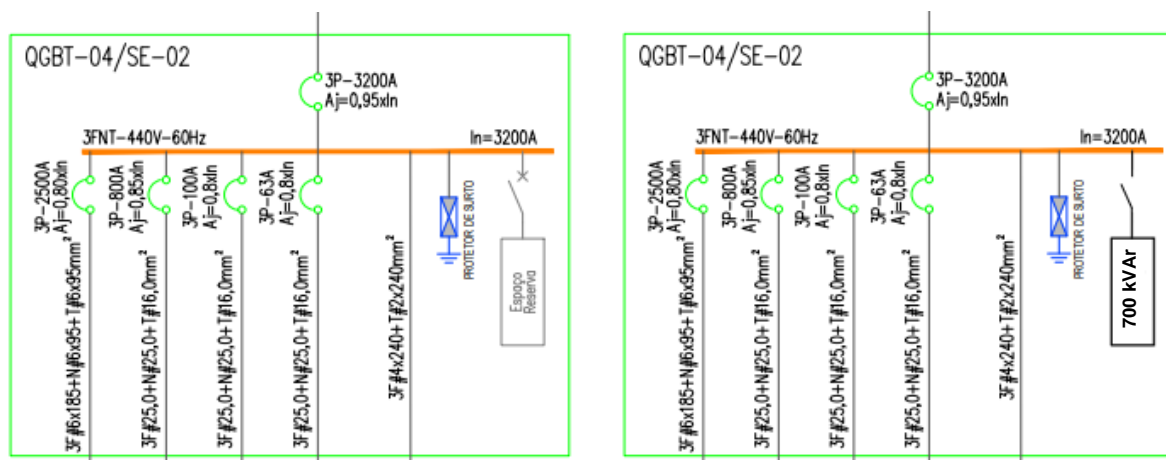 QGBT-04/SE-02
3P-3200A
Aj=0,95xIn
3FNT-440V-60Hz
In=3200A
3P-2500A
Aj=0,80xIn
3P-800A
Aj=0,85xIn
3P-100A
Aj=0,8xIn
3P-63A
Aj=0,8xIn
3F#6x185+N#6x95+T#6x95mm²
3F#25,0+N#25,0+T#16,0mm²
3F#25,0+N#25,0+T#16,0mm²
3F#25,0+N#25,0+T#16,0mm²
3F#4x240+T#2x240mm²
PROTETOR DE SURTO
Espaço
Reserva
QGBT-04/SE-02
3P-3200A
Aj=0,95xIn
3FNT-440V-60Hz
In=3200A
3P-2500A
Aj=0,80xIn
3P-800A
Aj=0,85xIn
3P-100A
Aj=0,8xIn
3P-63A
Aj=0,8xIn
3F#6x185+N#6x95+T#6x95mm²
3F#25,0+N#25,0+T#16,0mm²
3F#25,0+N#25,0+T#16,0mm²
3F#25,0+N#25,0+T#16,0mm²
3F#4x240+T#2x240mm²
PROTETOR DE SURTO
700 kVAr